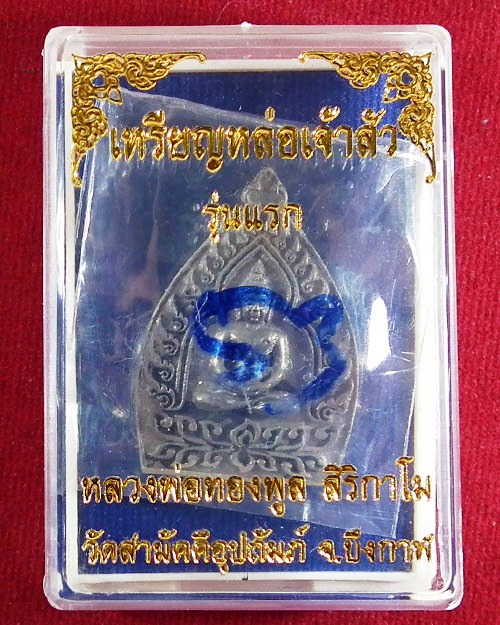 เหรียญหล่อเจ้าสัว
รุ่นแรก
หลวงพ่อทองพูล สิริกาโม
วัดสามัคคีอุปถัมภ์ จ.บึงกาฬ